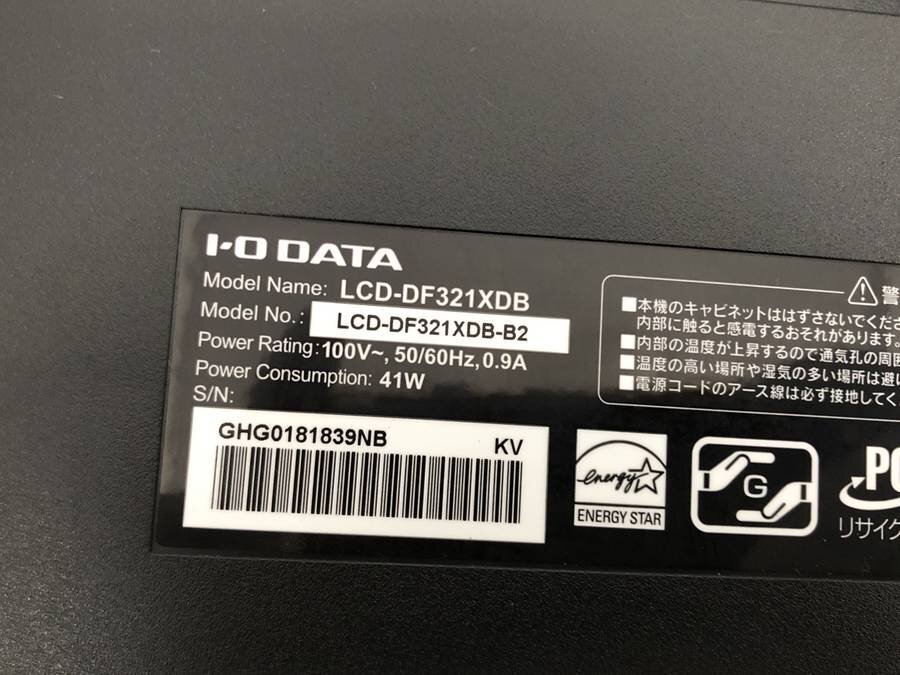 I-O DATA
Model Name: LCD-DF321XDB
Model No.: LCD-DF321XDB-B2
Power Rating: 100V~, 50/60Hz, 0.9A
Power Consumption: 41W
S/N:
GHG0181839NB KV
警
■本機のキャビネットははずさないでくださ
内部に触ると感電するおそれがあります。
■内部の温度が上昇するので通気孔の周囲
■温度の高い場所や湿気の多い場所は避け
■電源コードのアース線は必ず接地してく
energy
ENERGY STAR
G
PC
リサイク